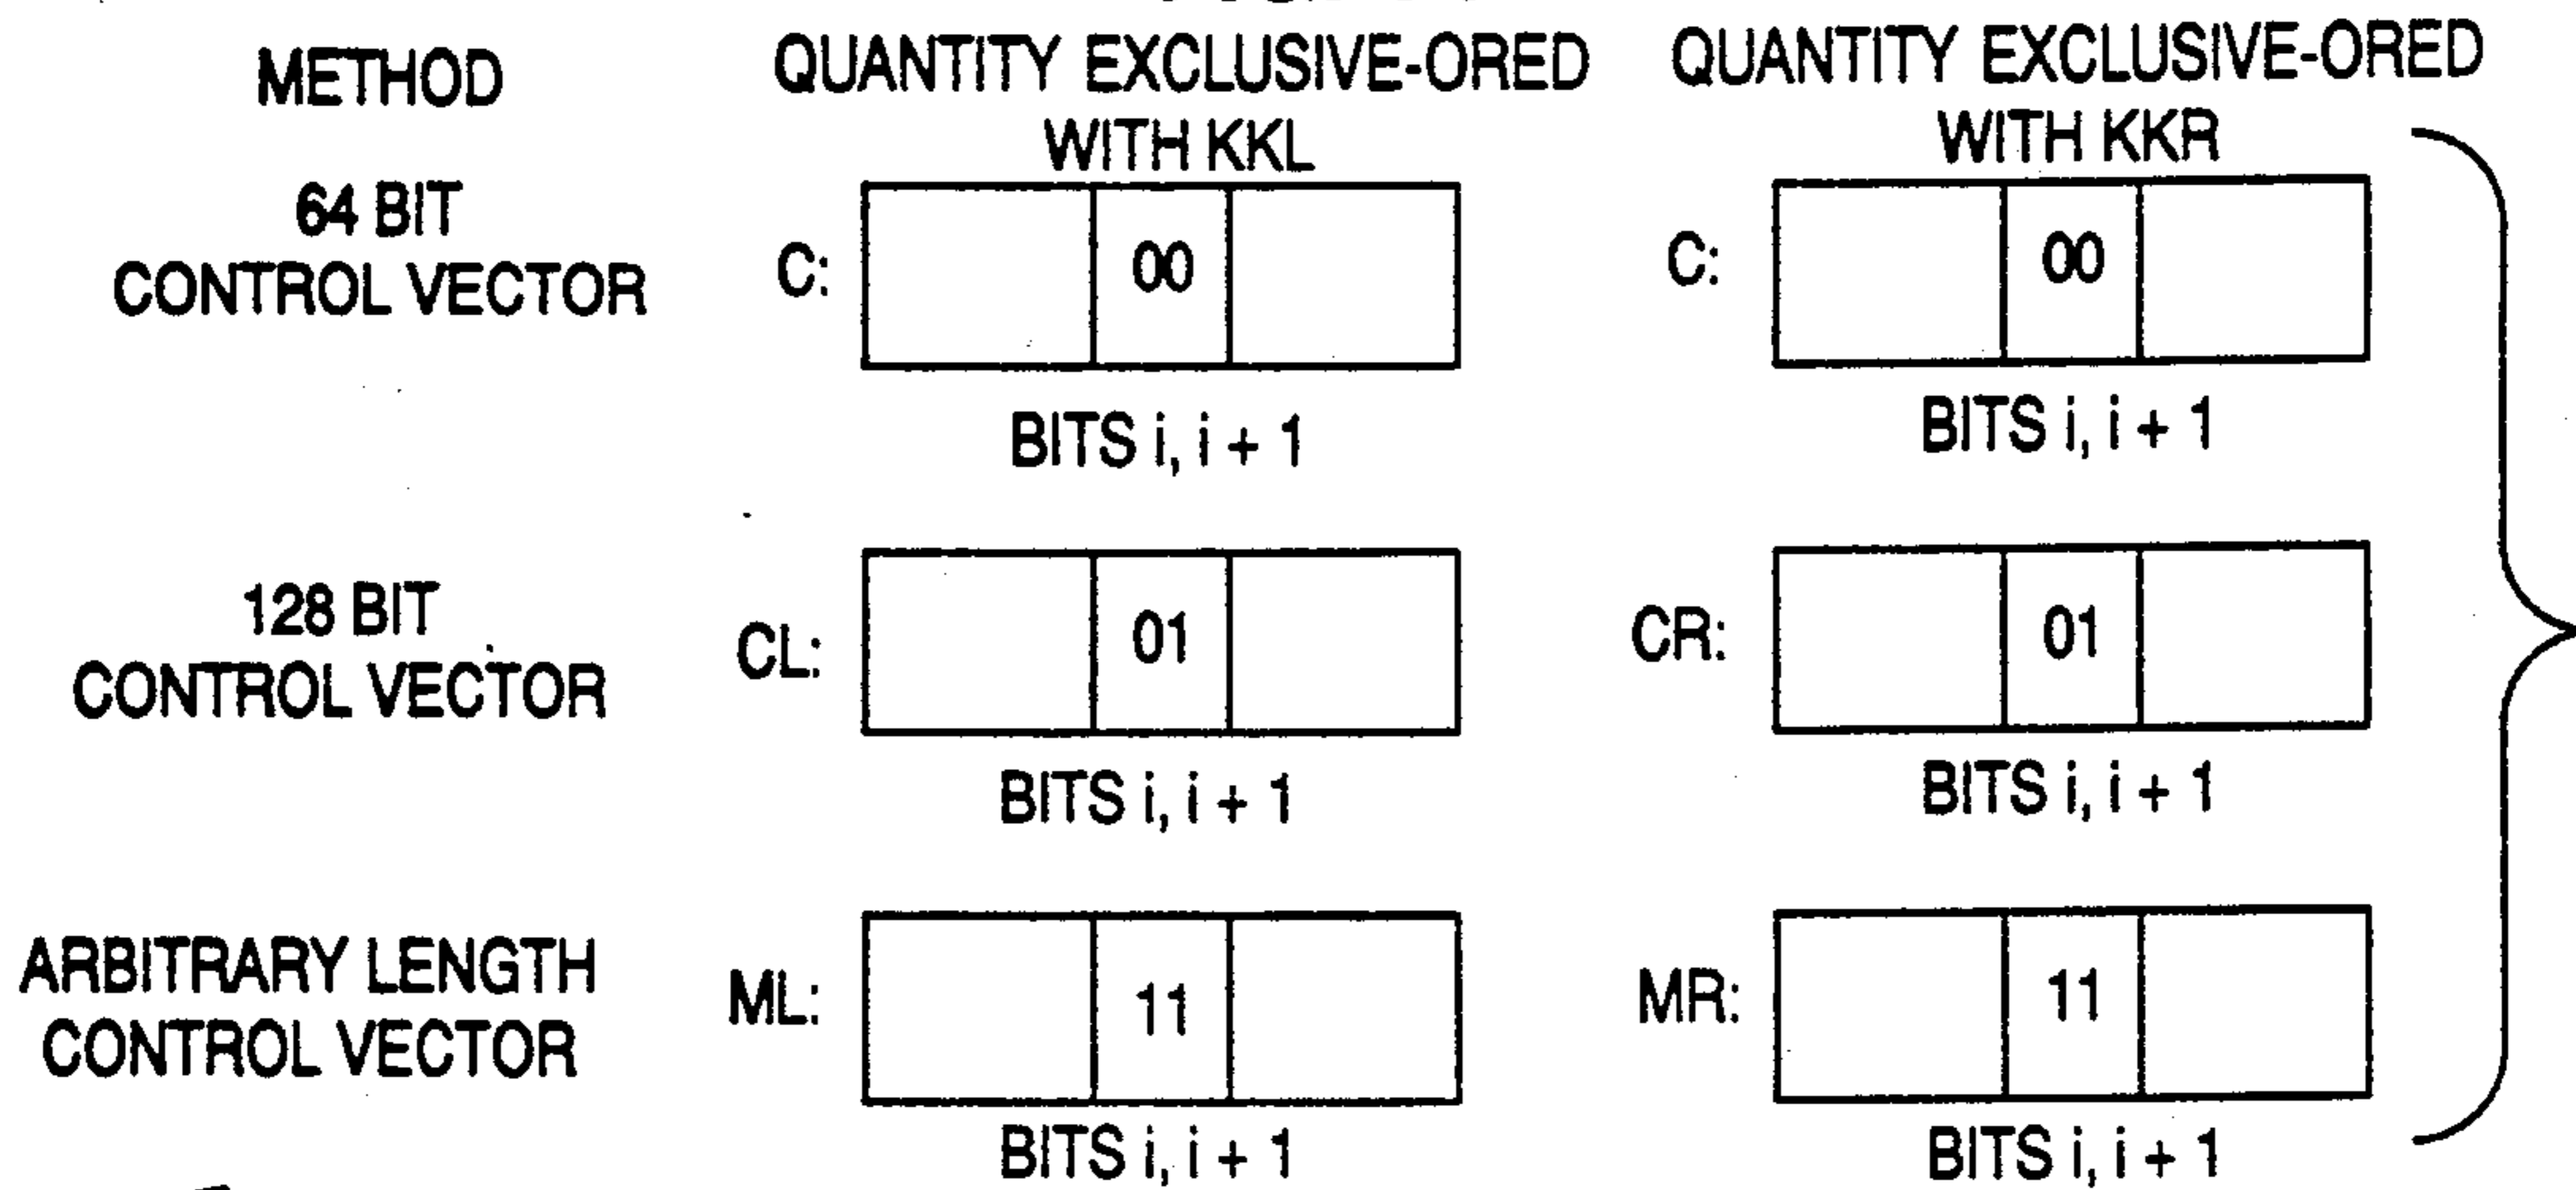 METHOD
QUANTITY EXCLUSIVE-ORED
WITH KKL
QUANTITY EXCLUSIVE-ORED
WITH KKR
64 BIT
CONTROL VECTOR
C:
00
BITS i, i + 1
C:
00
BITS i, i + 1
128 BIT
CONTROL VECTOR
CL:
01
BITS i, i + 1
CR:
01
BITS i, i + 1
ARBITRARY LENGTH
CONTROL VECTOR
ML:
11
BITS i, i + 1
MR:
11
BITS i, i + 1